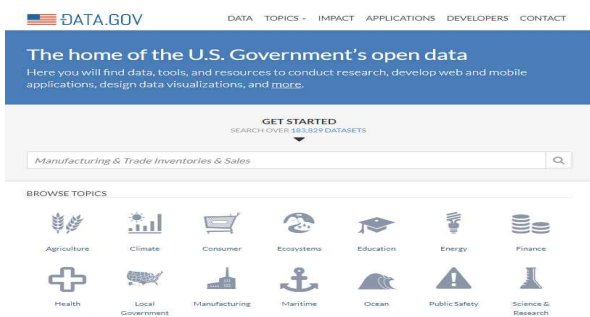 DATA.GOV
DATA TOPICS IMPACT APPLICATIONS DEVELOPERS CONTACT
The home of the U.S. Government's open data
Here you will find data, tools, and resources to conduct research, develop web and mobile
applications, design data visualizations, and more.
GET STARTED
SEARCH OVER 183,829 DATASETS
Manufacturing & Trade Inventories & Sales
BROWSE TOPICS
Agriculture Climate Consumer Ecosystems Education Energy Finance
Health Local Government Manufacturing Maritime Ocean Public Safety Science & Research